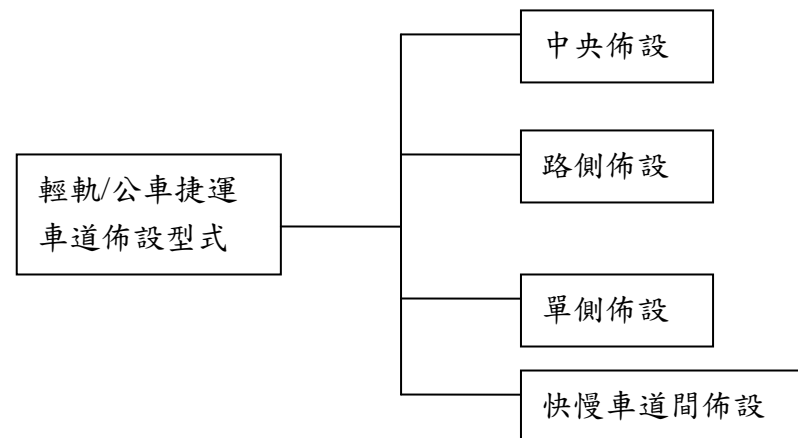 中央佈設
路側佈設
輕軌/公車捷運
車道佈設型式
單側佈設
快慢車道間佈設